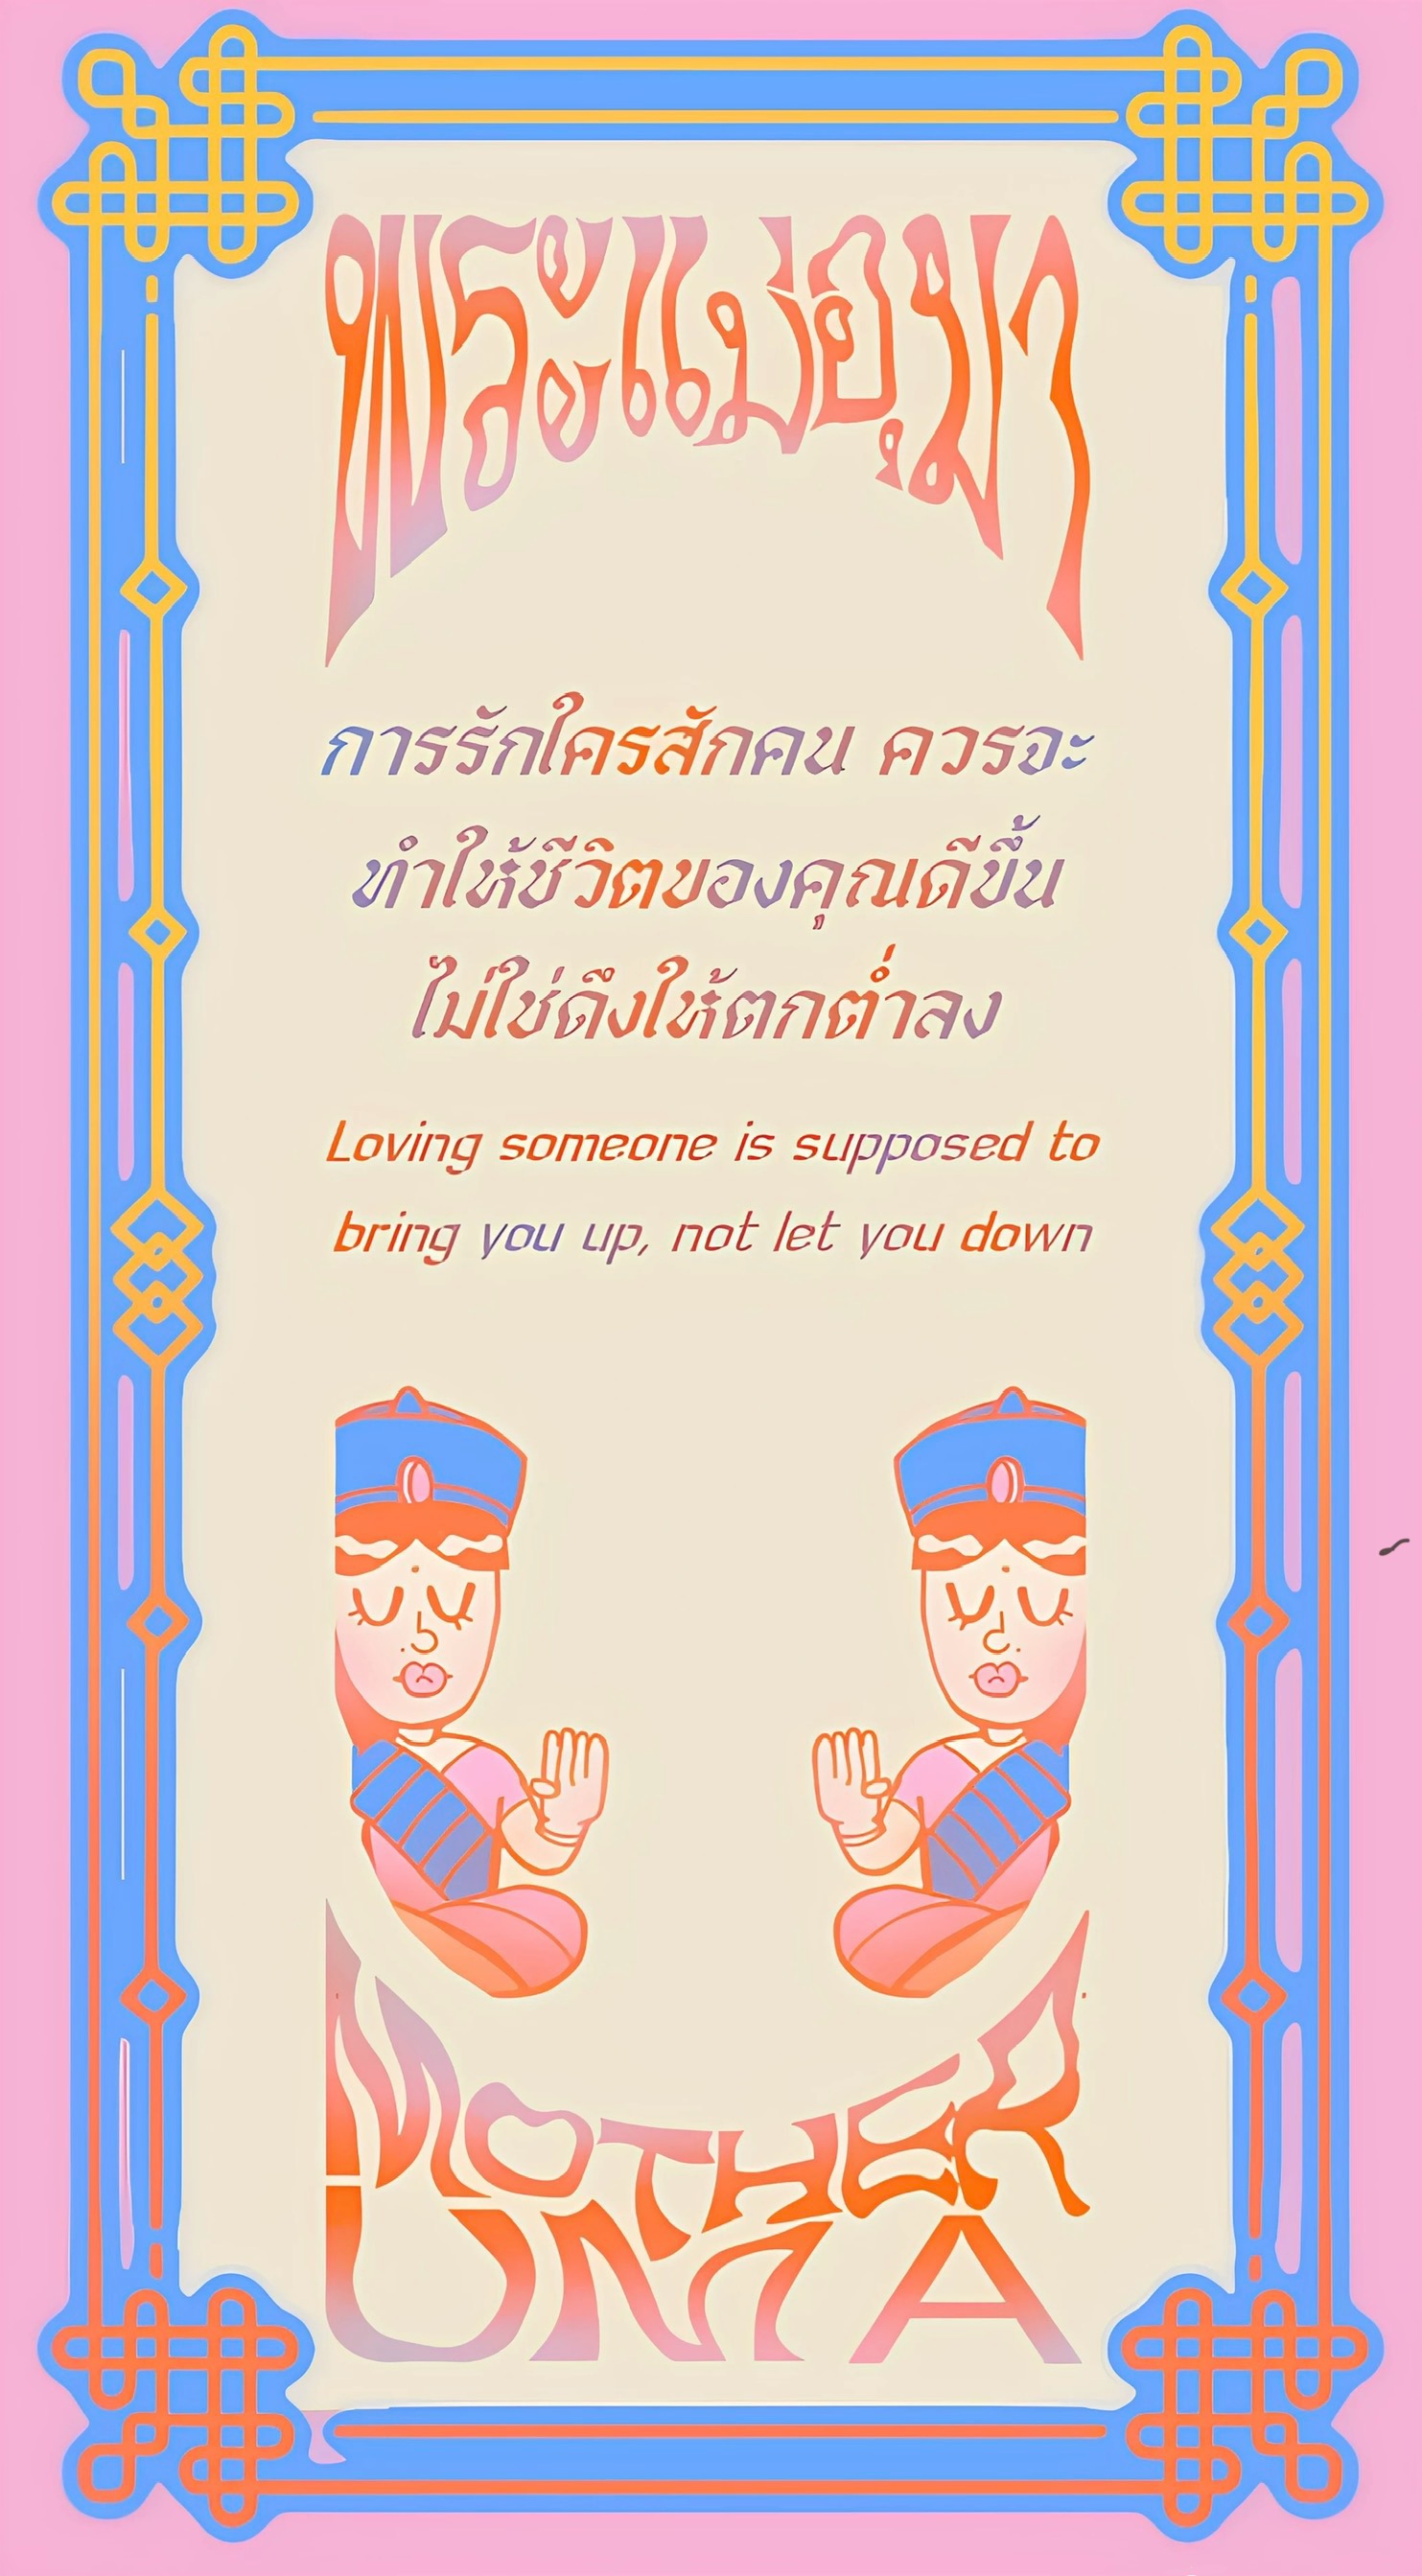 พระแม่อุมา
การรักใครสักคน ควรจะ
ทำให้ชีวิตของคุณดีขึ้น
ไม่ใช่ดึงให้ตกต่ำลง
Loving someone is supposed to
bring you up, not let you down
MOTHER
UMA